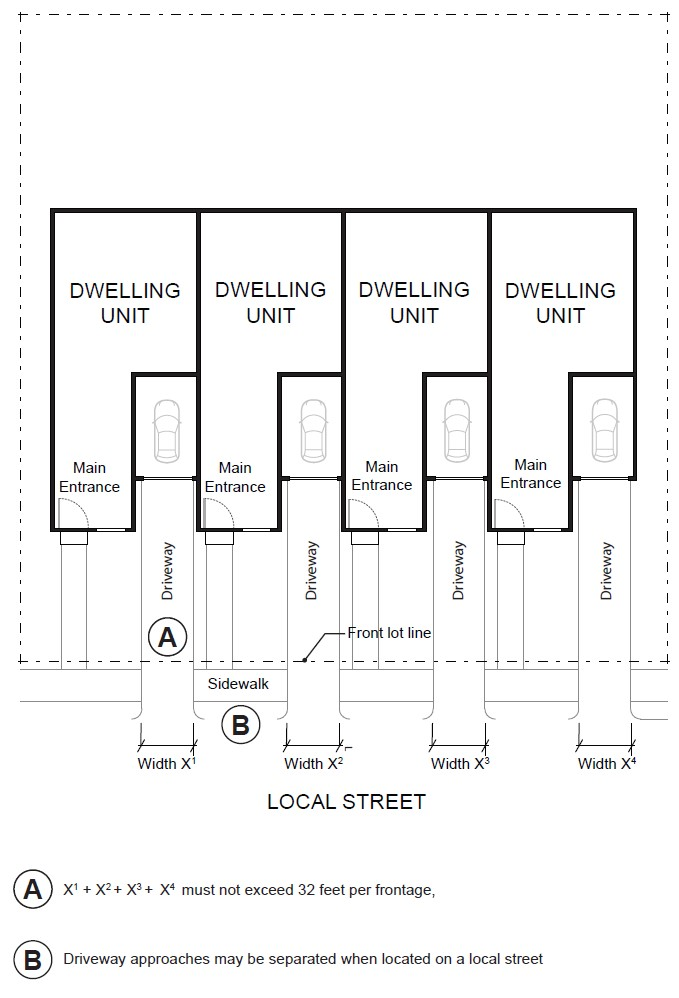 DWELLING
UNIT
DWELLING
UNIT
DWELLING
UNIT
DWELLING
UNIT
Main
Entrance
Main
Entrance
Main
Entrance
Main
Entrance
Driveway
Driveway
Driveway
Driveway
A
Front lot line
Sidewalk
B
Width X¹
Width X²
Width X³
Width X⁴
LOCAL STREET
A X¹ + X² + X³ + X⁴ must not exceed 32 feet per frontage,
B Driveway approaches may be separated when located on a local street